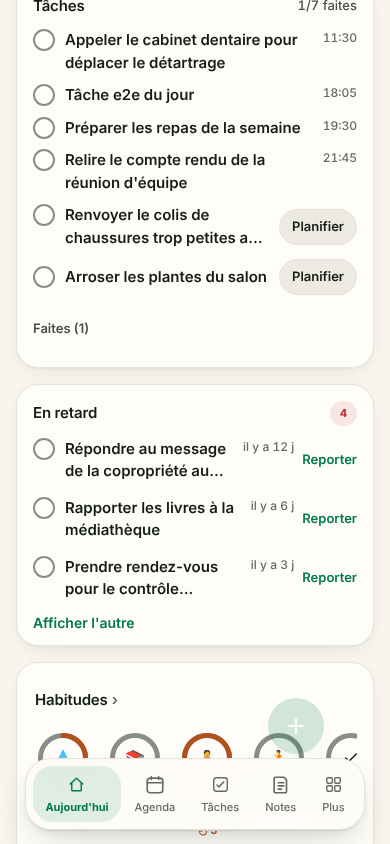 Tâches 1/7 faites
Appeler le cabinet dentaire pour 11:30
déplacer le détartrage
Tâche e2e du jour 18:05
Préparer les repas de la semaine 19:30
Relire le compte rendu de la 21:45
réunion d'équipe
Renvoyer le colis de
chaussures trop petites a... Planifier
Arroser les plantes du salon Planifier
Faites (1)
En retard 4
Répondre au message il y a 12 j
de la copropriété au... Reporter
Rapporter les livres à la il y a 6 j
médiathèque Reporter
Prendre rendez-vous il y a 3 j
pour le contrôle... Reporter
Afficher l'autre
Habitudes ›
Aujourd'hui Agenda Tâches Notes Plus